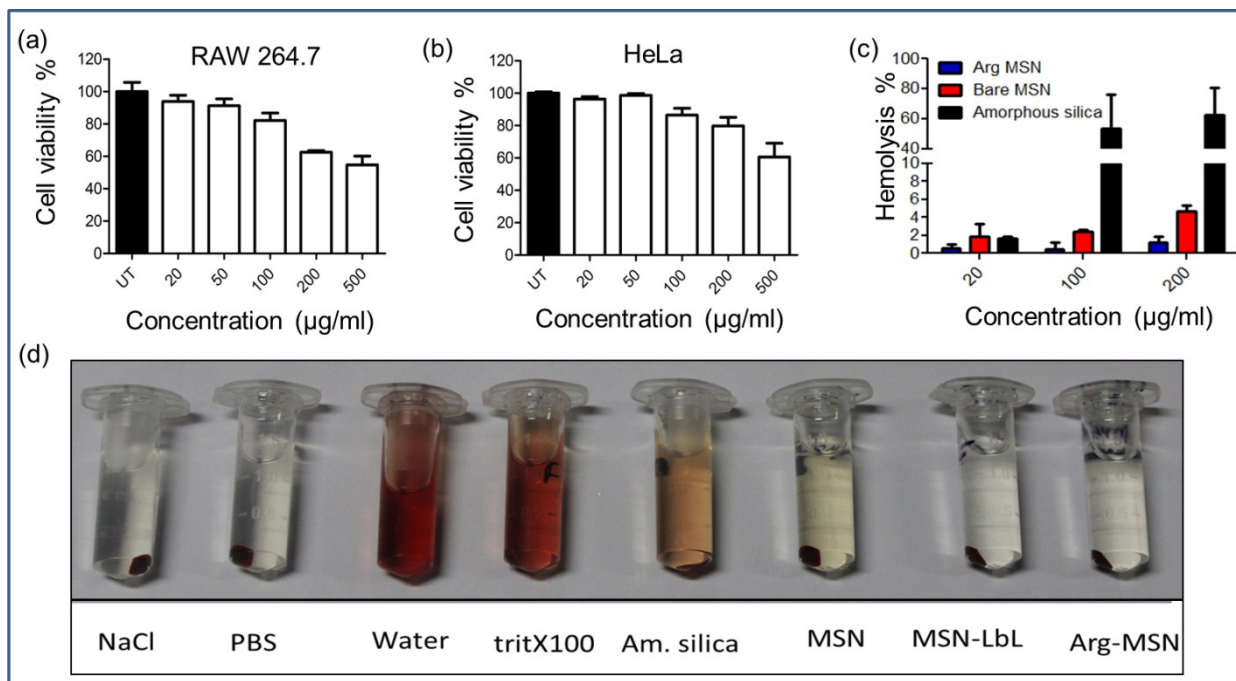 (a)
RAW 264.7
Cell viability %
120
100
80
60
40
20
0
UT 20 50 100 200 500
Concentration (µg/ml)
(b)
HeLa
Cell viability %
120
100
80
60
40
20
0
UT 20 50 100 200 500
Concentration (µg/ml)
(c)
Hemolysis %
100
80
60
40
10
8
6
4
2
0
Arg MSN
Bare MSN
Amorphous silica
20 100 200
Concentration (µg/ml)
(d)
NaCl PBS Water tritX100 Am. silica MSN MSN-LbL Arg-MSN